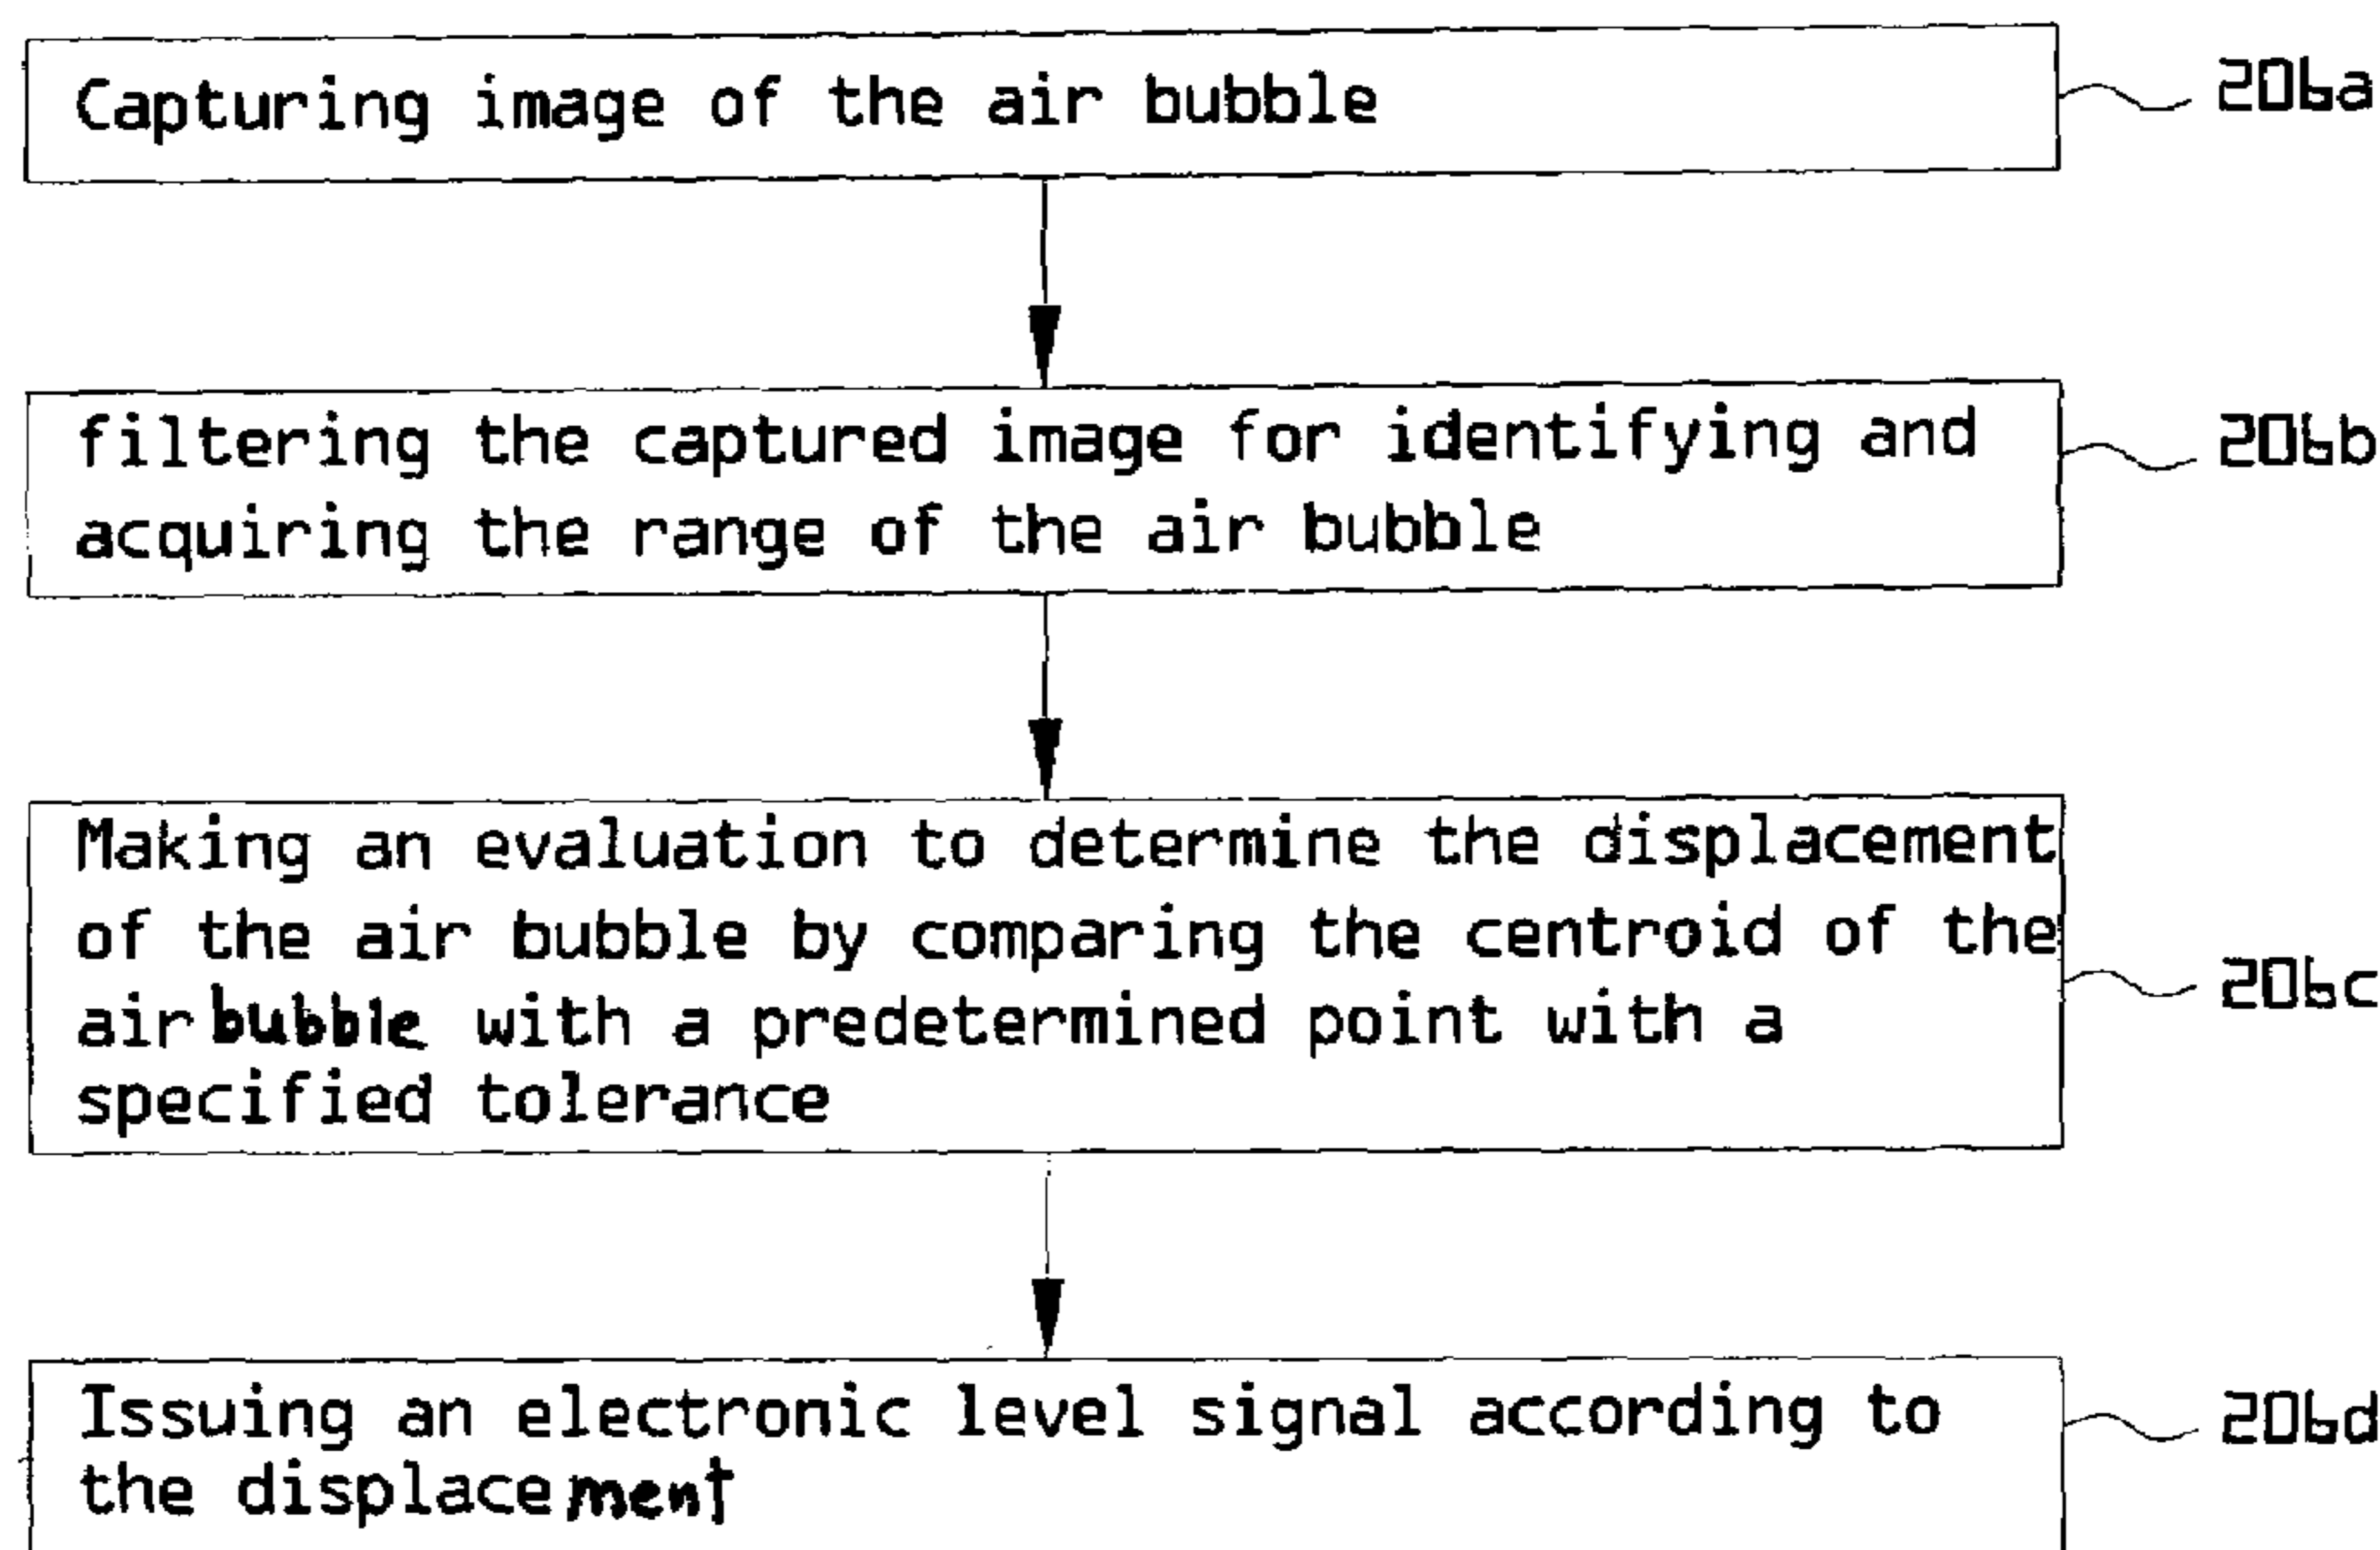 Capturing image of the air bubble
206a
filtering the captured image for identifying and
206b
acquiring the range of the air bubble
Making an evaluation to determine the displacement
of the air bubble by comparing the centroid of the
206c
air bubble with a predetermined point with a
specified tolerance
Issuing an electronic level signal according to
206d
the displacement